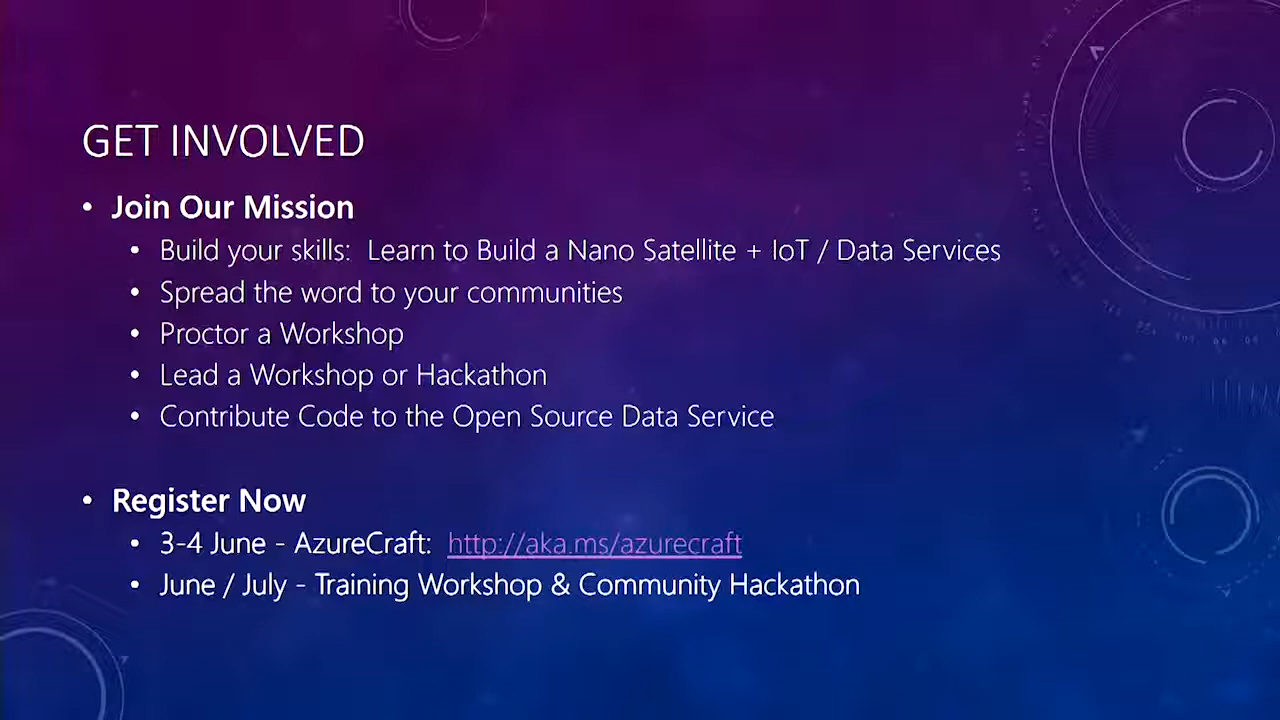 GET INVOLVED
• Join Our Mission
• Build your skills: Learn to Build a Nano Satellite + IoT / Data Services
• Spread the word to your communities
• Proctor a Workshop
• Lead a Workshop or Hackathon
• Contribute Code to the Open Source Data Service
• Register Now
• 3-4 June - AzureCraft: http://aka.ms/azurecraft
• June / July - Training Workshop & Community Hackathon